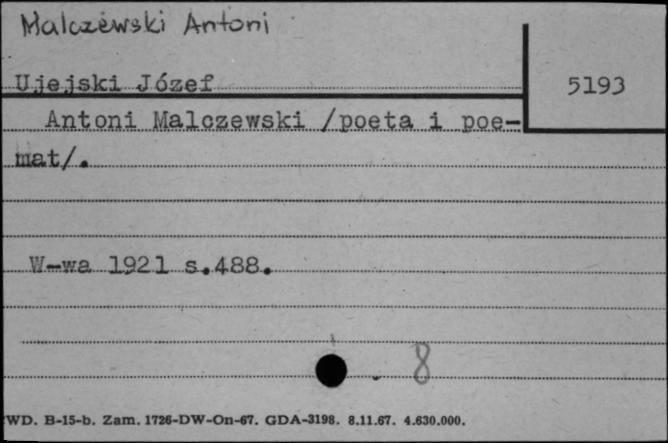 Malczewski Antoni
Ujejski Józef
5193
Antoni Malczewski /poeta i poe-
mat/.
W-wa 1921 s.488.
8
WD. B-15-b. Zam. 1726-DW-On-67. GDA-3198. 8.11.67. 4.630.000.